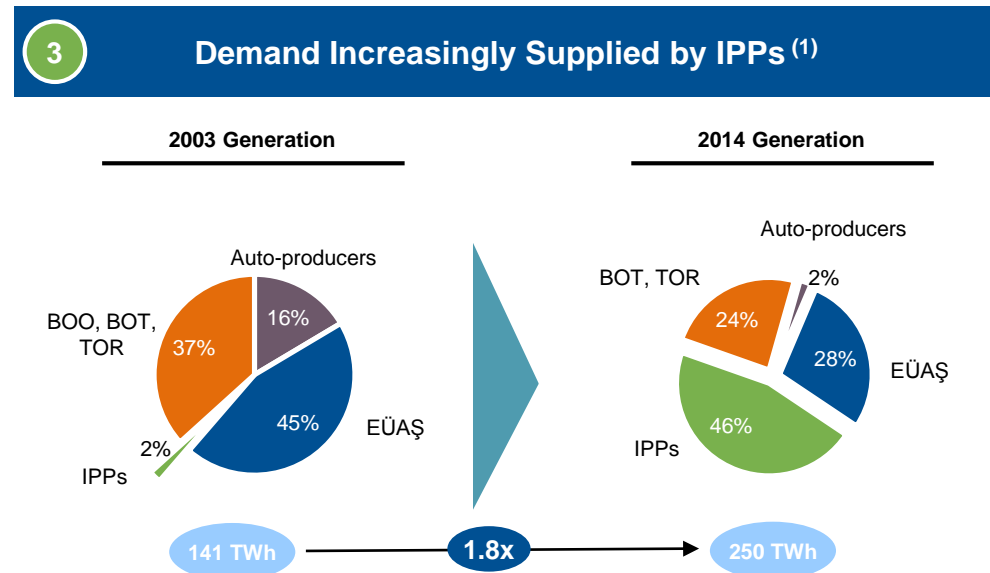 3
Demand Increasingly Supplied by IPPs (1)
2003 Generation
Auto-producers
16%
BOO, BOT,
TOR
37%
45%
EÜAŞ
2%
IPPs
141 TWh
1.8x
2014 Generation
Auto-producers
2%
BOT, TOR
24%
28%
EÜAŞ
46%
IPPs
250 TWh